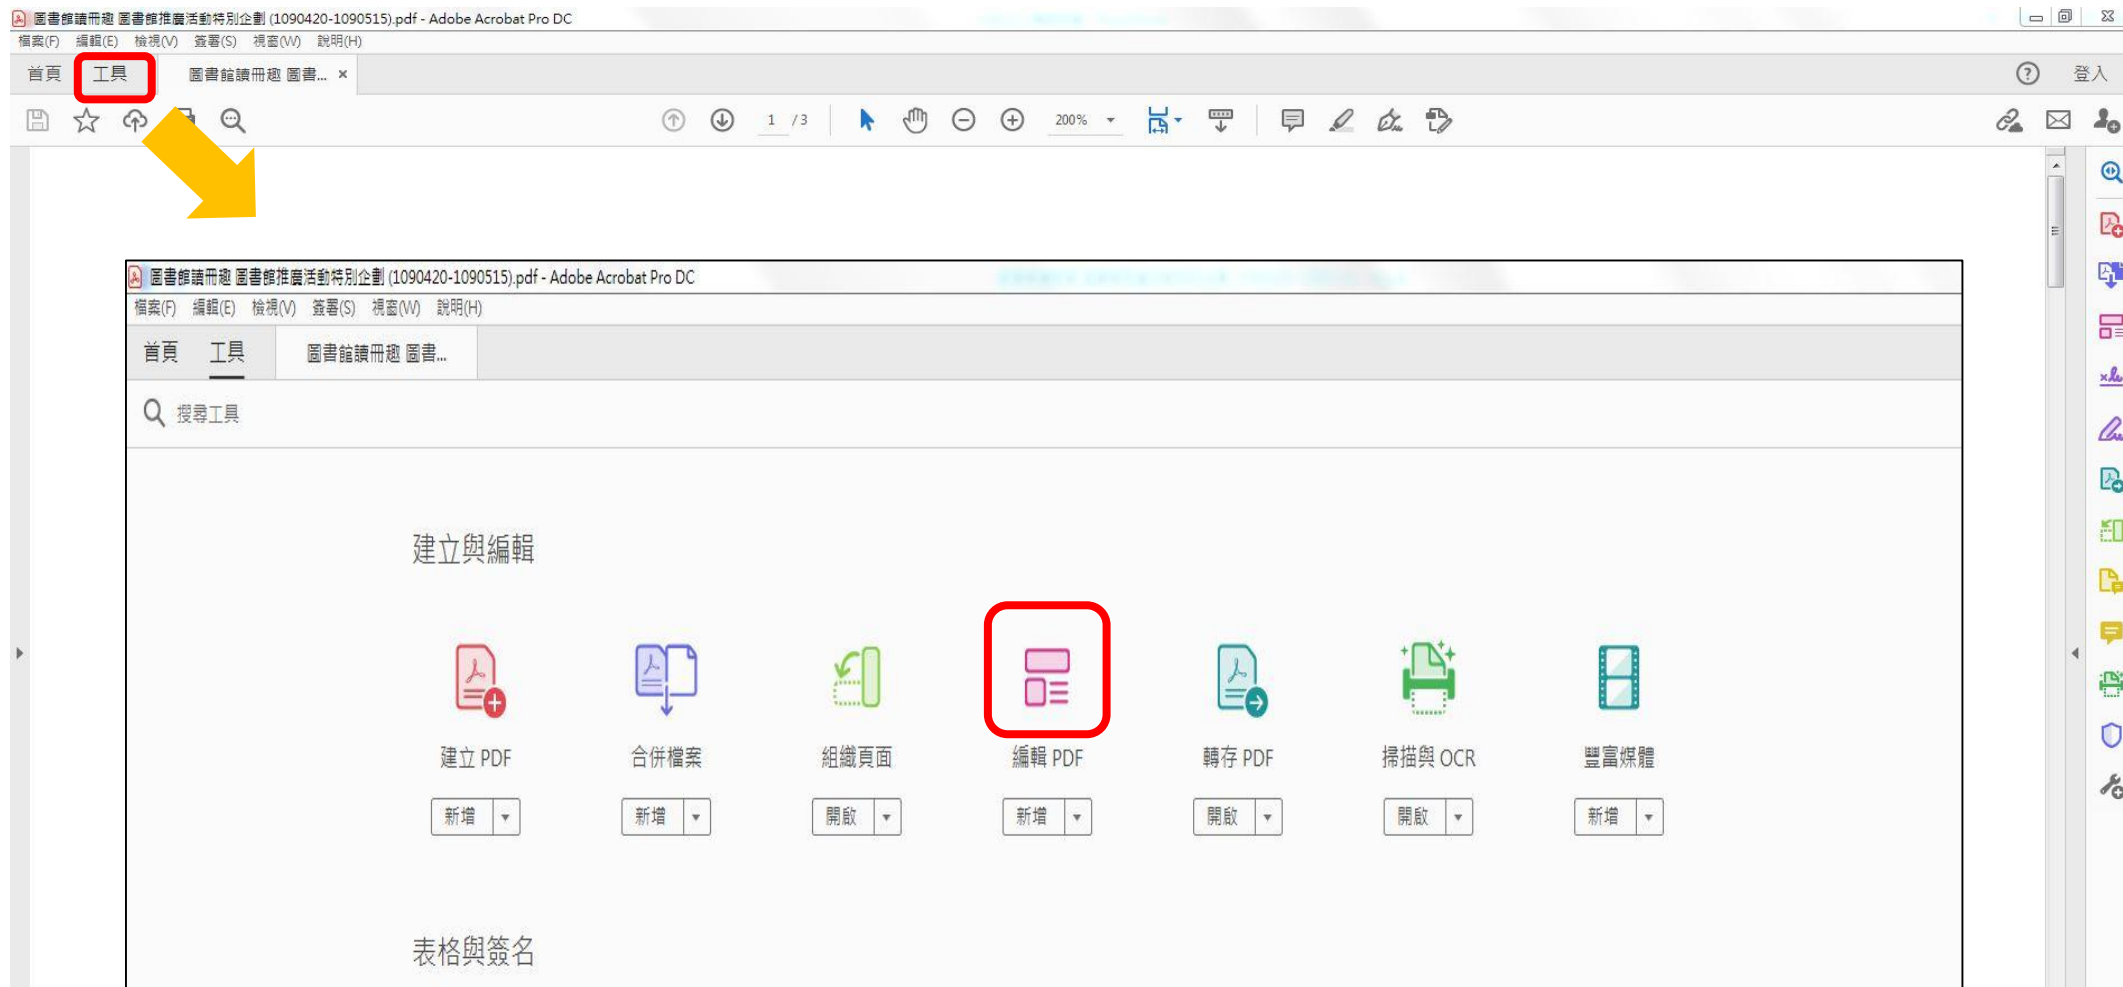 圖書館讀冊趣 圖書館推廣活動特別企劃 (1090420-1090515).pdf - Adobe Acrobat Pro DC
檔案(F) 編輯(E) 檢視(V) 簽署(S) 視窗(W) 說明(H)
首頁 工具 圖書館讀冊趣 圖書... × 登入
1 / 3 200%
圖書館讀冊趣 圖書館推廣活動特別企劃 (1090420-1090515).pdf - Adobe Acrobat Pro DC
檔案(F) 編輯(E) 檢視(V) 簽署(S) 視窗(W) 說明(H)
首頁 工具 圖書館讀冊趣 圖書...
搜尋工具
建立與編輯
建立 PDF 合併檔案 組織頁面 編輯 PDF 轉存 PDF 掃描與 OCR 豐富媒體
新增 新增 開啟 新增 開啟 開啟 新增
表格與簽名